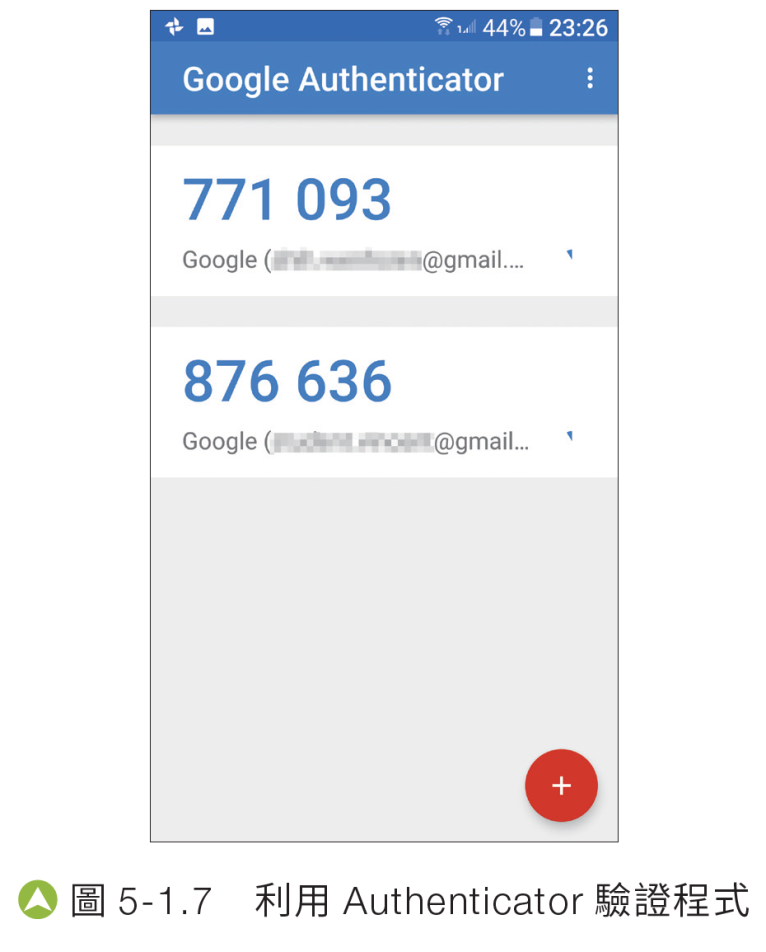 44% 23:26
Google Authenticator
771 093
Google (@gmail....
876 636
Google (@gmail...
圖 5-1.7 利用 Authenticator 驗證程式